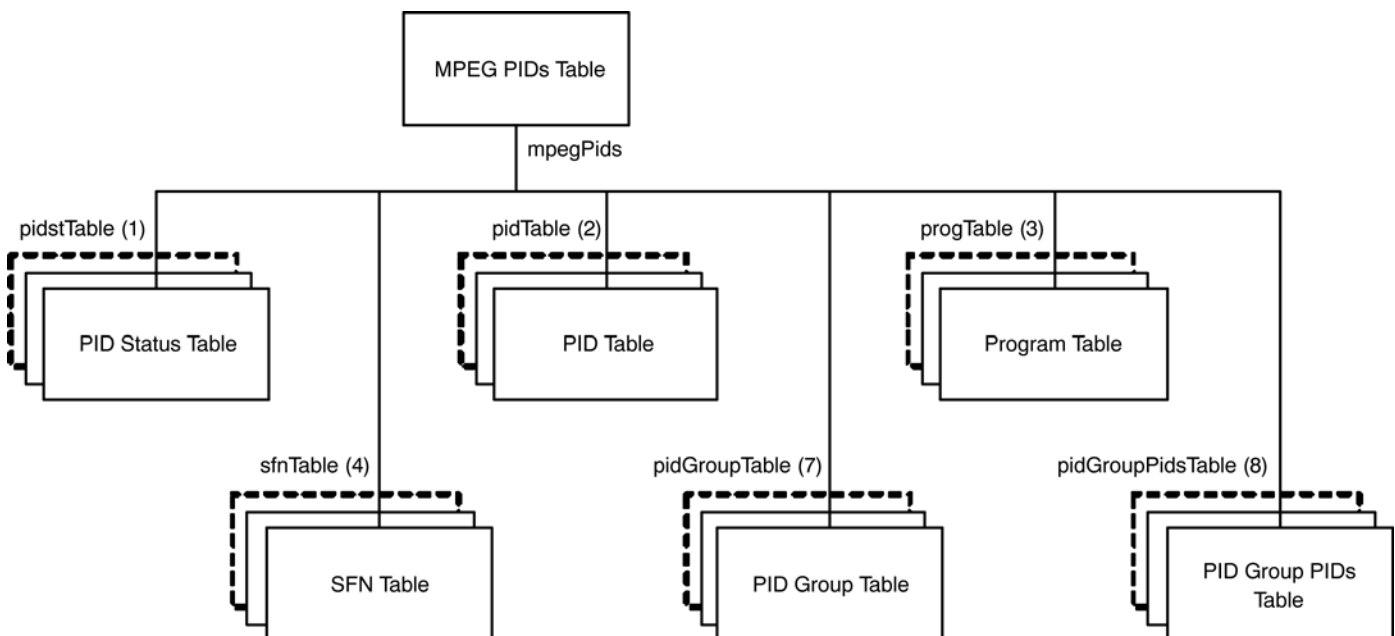 MPEG PIDs Table
mpegPids
pidstTable (1)
pidTable (2)
progTable (3)
PID Status Table
PID Table
Program Table
sfnTable (4)
pidGroupTable (7)
pidGroupPidsTable (8)
SFN Table
PID Group Table
PID Group PIDs
Table